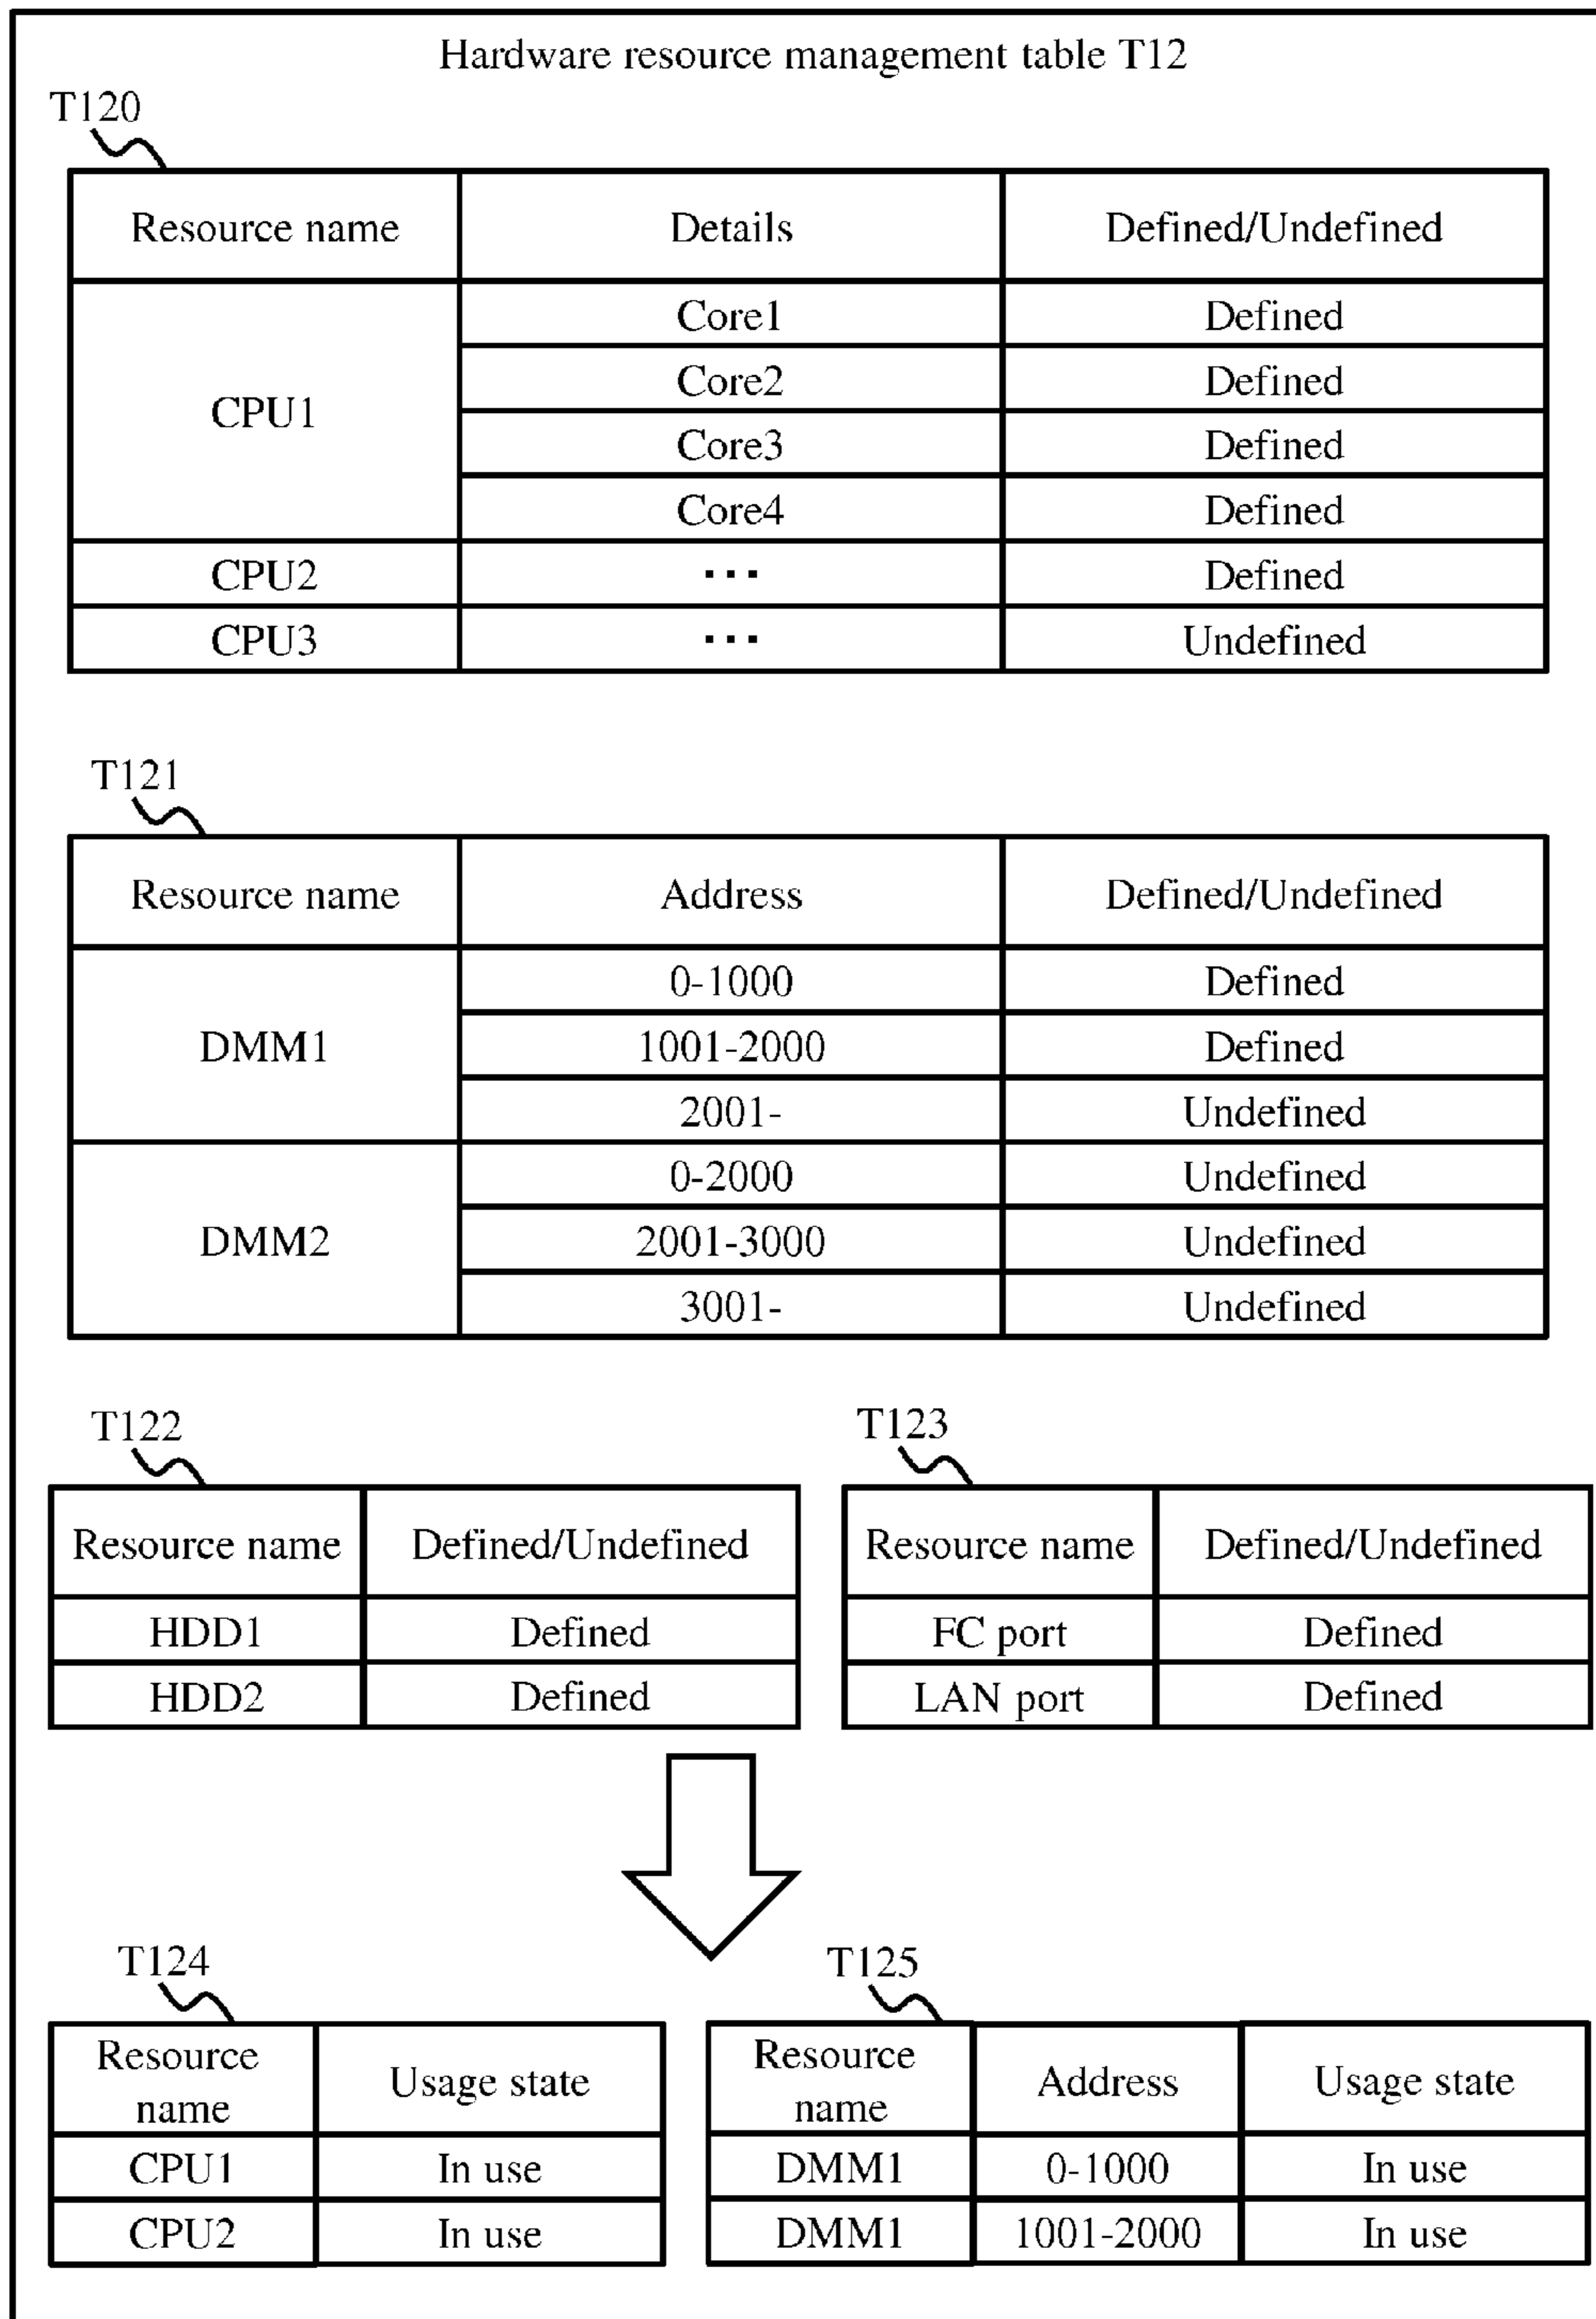 Hardware resource management table T12
T120
Resource name Details Defined/Undefined
CPU1
Core1 Defined
Core2 Defined
Core3 Defined
Core4 Defined
CPU2 ··· Defined
CPU3 ··· Undefined
T121
Resource name Address Defined/Undefined
DMM1
0-1000 Defined
1001-2000 Defined
2001- Undefined
DMM2
0-2000 Undefined
2001-3000 Undefined
3001- Undefined
T122
Resource name Defined/Undefined
HDD1 Defined
HDD2 Defined
T123
Resource name Defined/Undefined
FC port Defined
LAN port Defined
T124
Resource
name
Usage state
CPU1 In use
CPU2 In use
T125
Resource
name
Address Usage state
DMM1 0-1000 In use
DMM1 1001-2000 In use